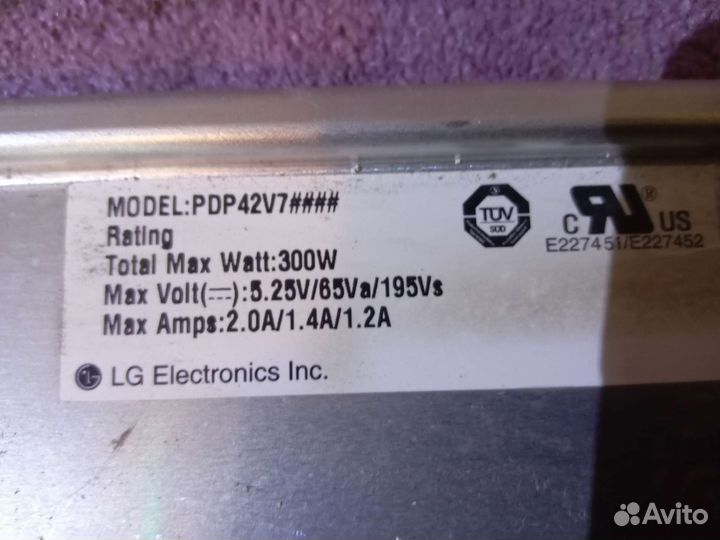 MODEL:PDP42V7####
Rating
Total Max Watt:300W
Max Volt(⎓):5.25V/65Va/195Vs
Max Amps:2.0A/1.4A/1.2A
LG Electronics Inc.
TÜV
SÜD
C UR ® US
E227451/E227452
Avito